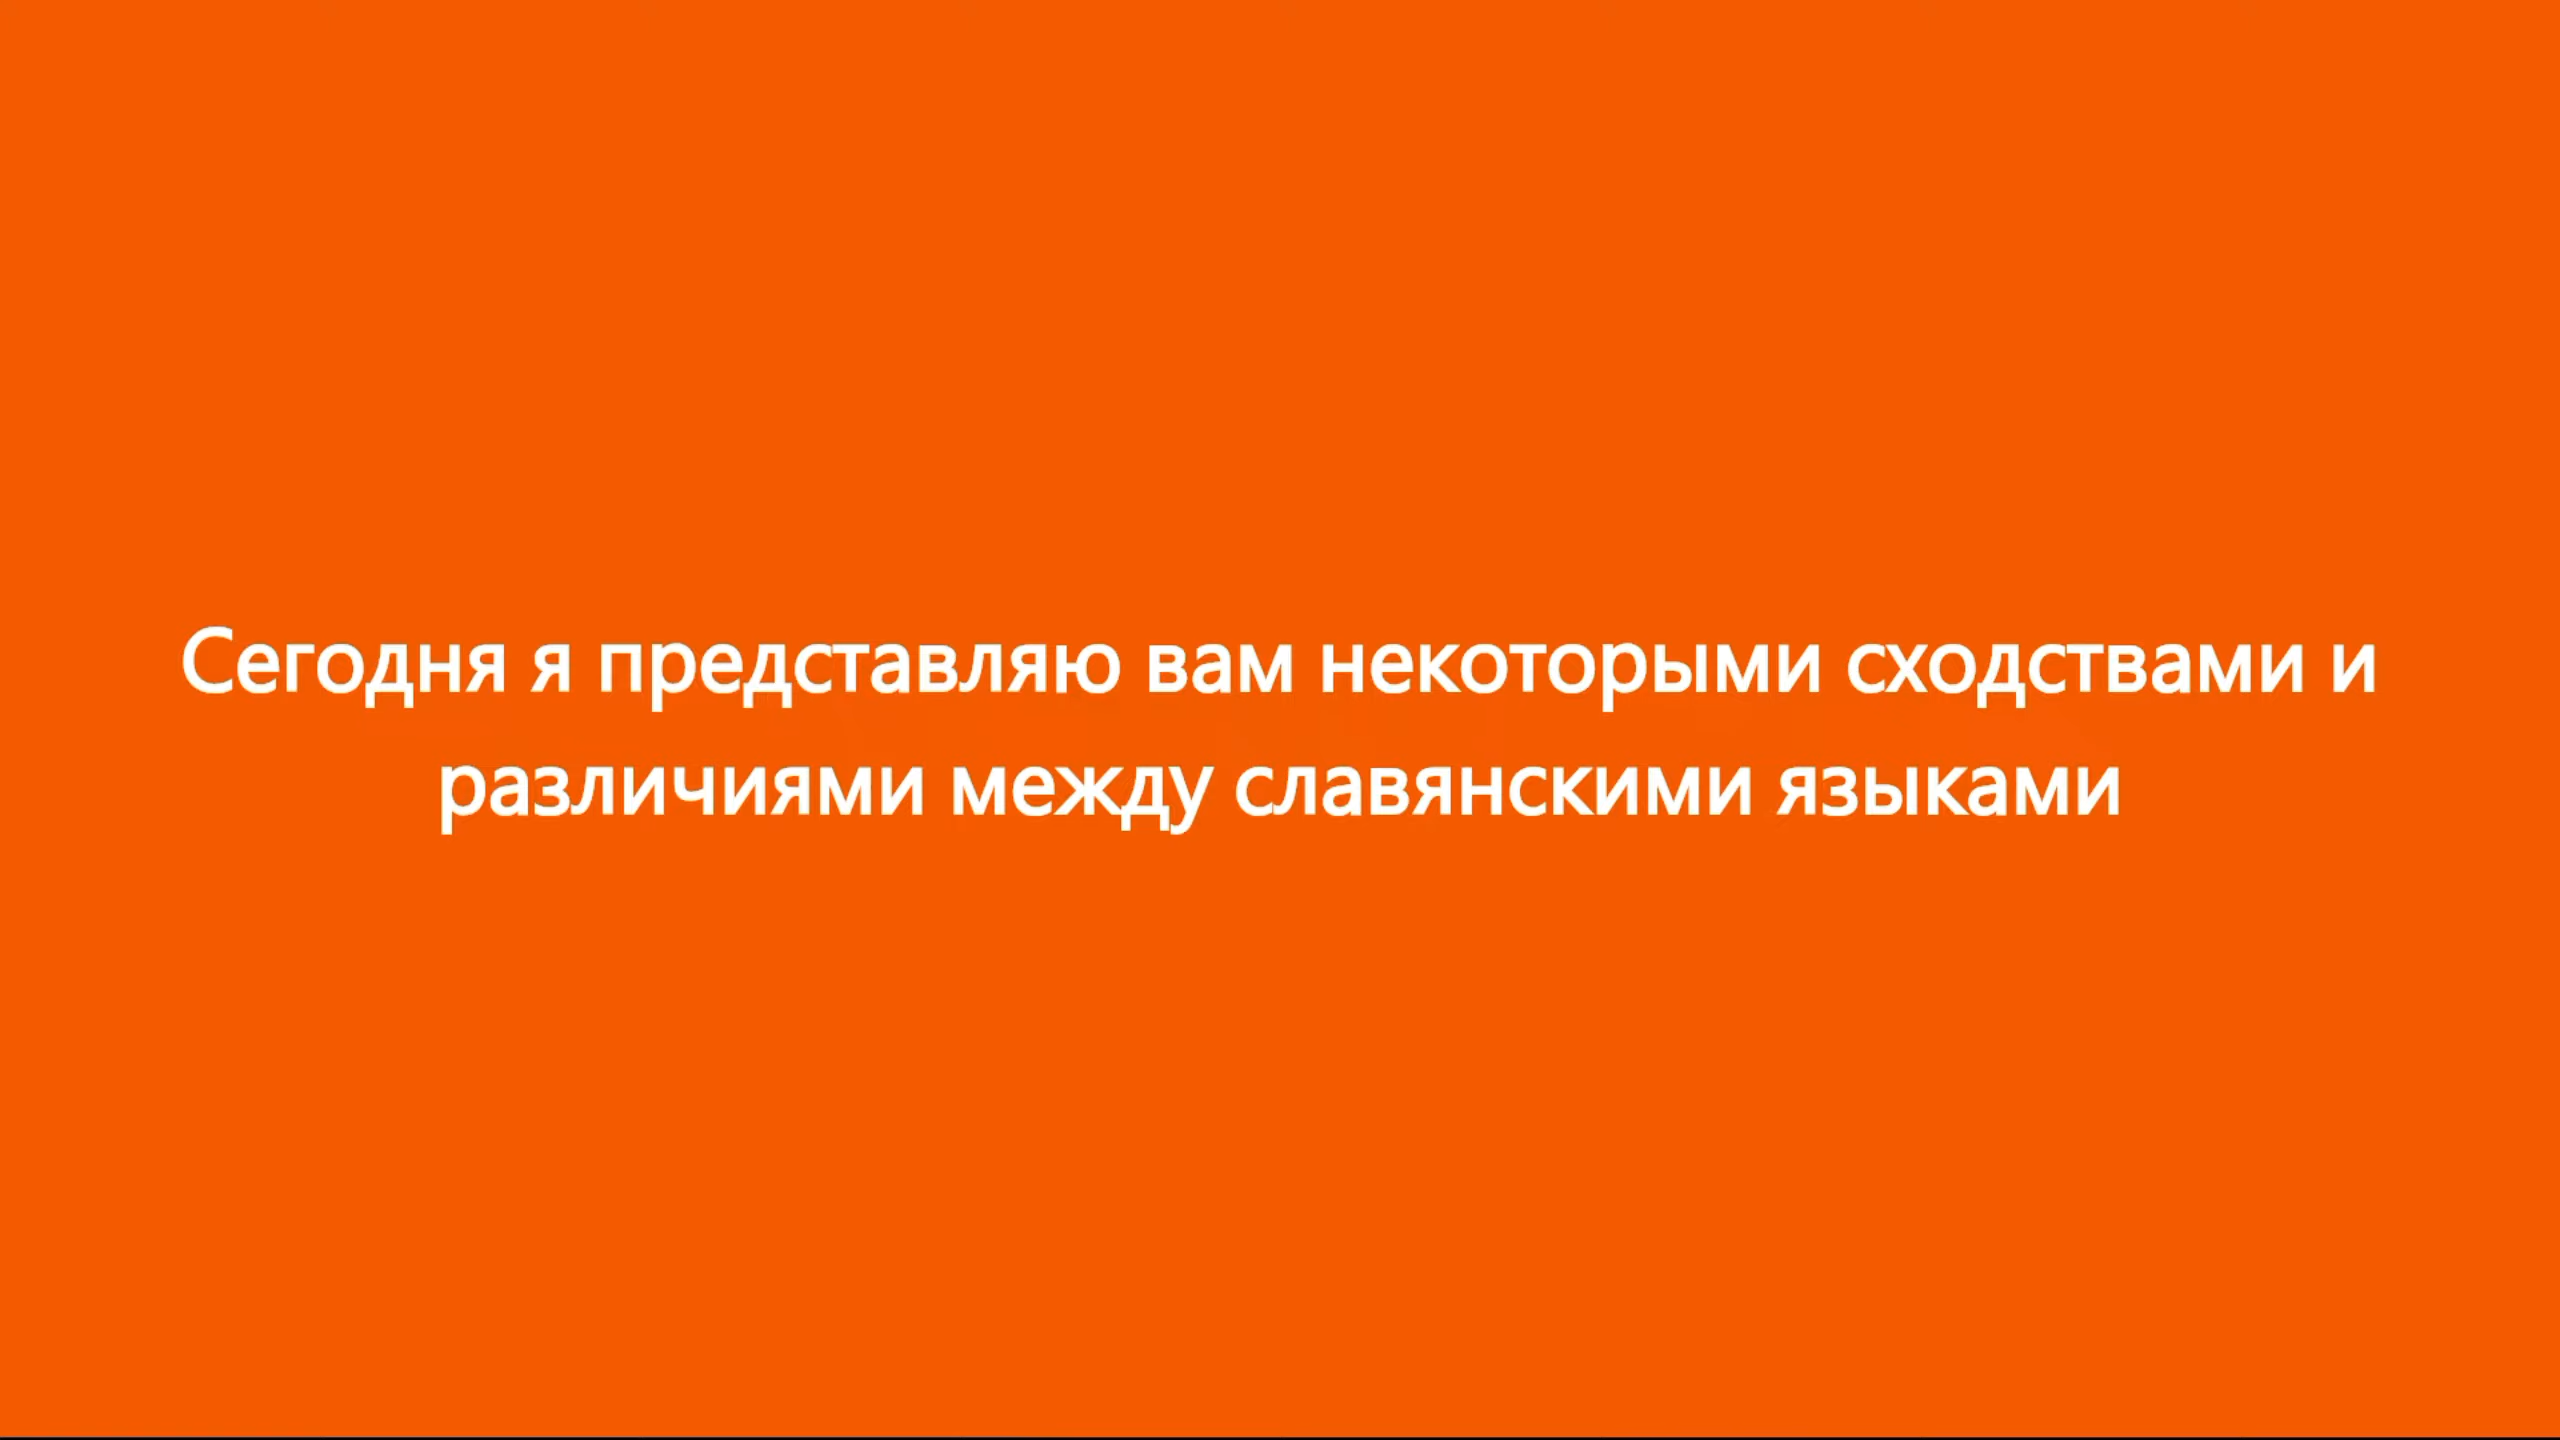 Сегодня я представляю вам некоторыми сходствами и
различиями между славянскими языками